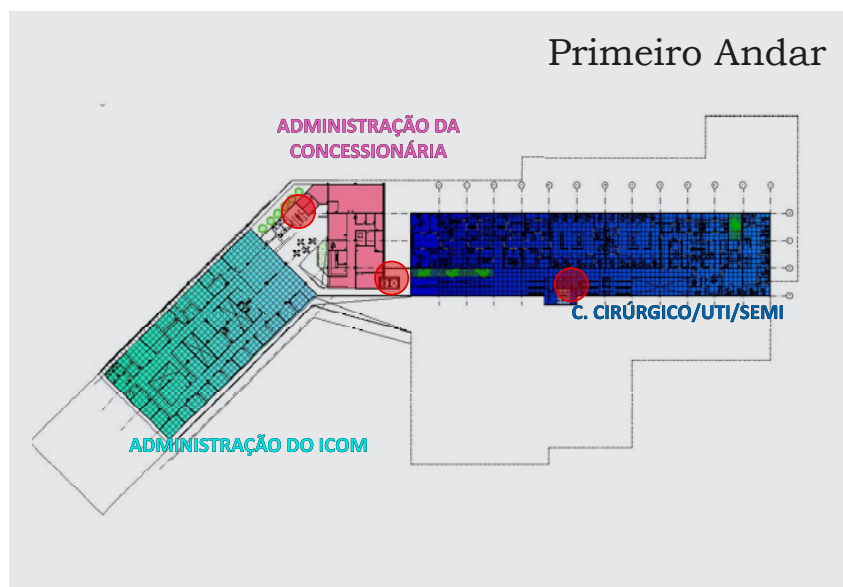 Primeiro Andar
ADMINISTRAÇÃO DA
CONCESSIONÁRIA
C. CIRÚRGICO/UTI/SEMI
ADMINISTRAÇÃO DO ICOM